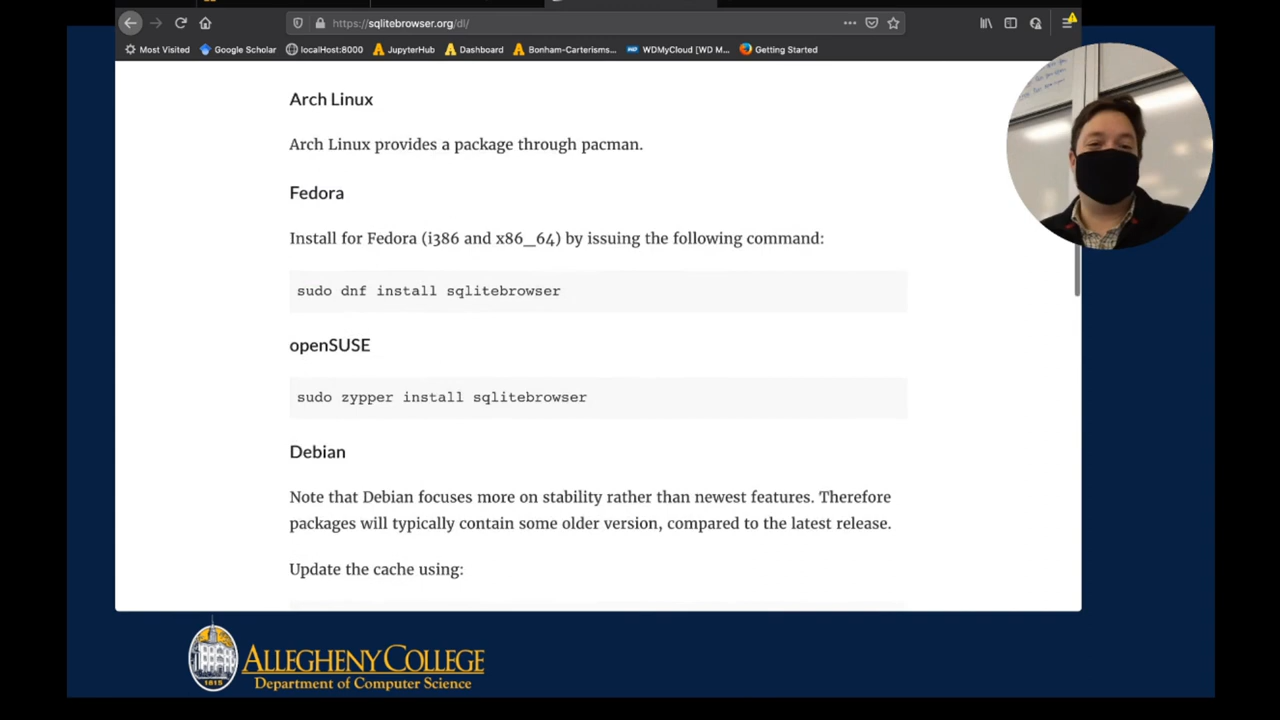 https://sqlitebrowser.org/dl/
Most Visited
Google Scholar
localHost:8000
JupyterHub
Dashboard
Bonham-Carterisms...
WDMyCloud [WD M...
Getting Started
Arch Linux
Arch Linux provides a package through pacman.
Fedora
Install for Fedora (i386 and x86_64) by issuing the following command:
sudo dnf install sqlitebrowser
openSUSE
sudo zypper install sqlitebrowser
Debian
Note that Debian focuses more on stability rather than newest features. Therefore
packages will typically contain some older version, compared to the latest release.
Update the cache using:
1815
ALLEGHENY COLLEGE
Department of Computer Science